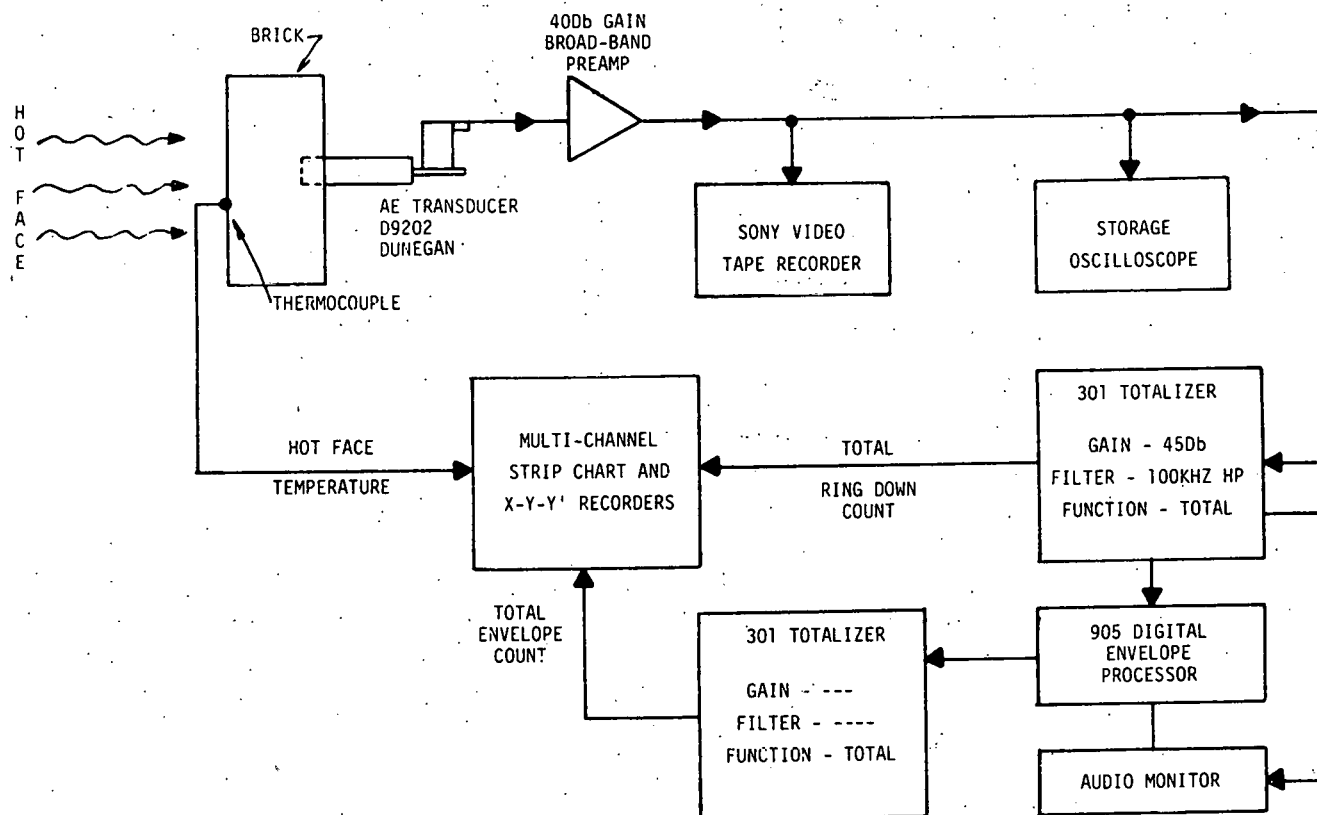 40Db GAIN
BROAD-BAND
PREAMP
BRICK
HOT FACE
AE TRANSDUCER
D9202
DUNEGAN
THERMOCOUPLE
SONY VIDEO
TAPE RECORDER
STORAGE
OSCILLOSCOPE
HOT FACE
TEMPERATURE
MULTI-CHANNEL
STRIP CHART AND
X-Y-Y' RECORDERS
TOTAL
RING DOWN
COUNT
301 TOTALIZER
GAIN - 45Db
FILTER - 100KHZ HP
FUNCTION - TOTAL
TOTAL
ENVELOPE
COUNT
301 TOTALIZER
GAIN - ---
FILTER - ----
FUNCTION - TOTAL
905 DIGITAL
ENVELOPE
PROCESSOR
AUDIO MONITOR